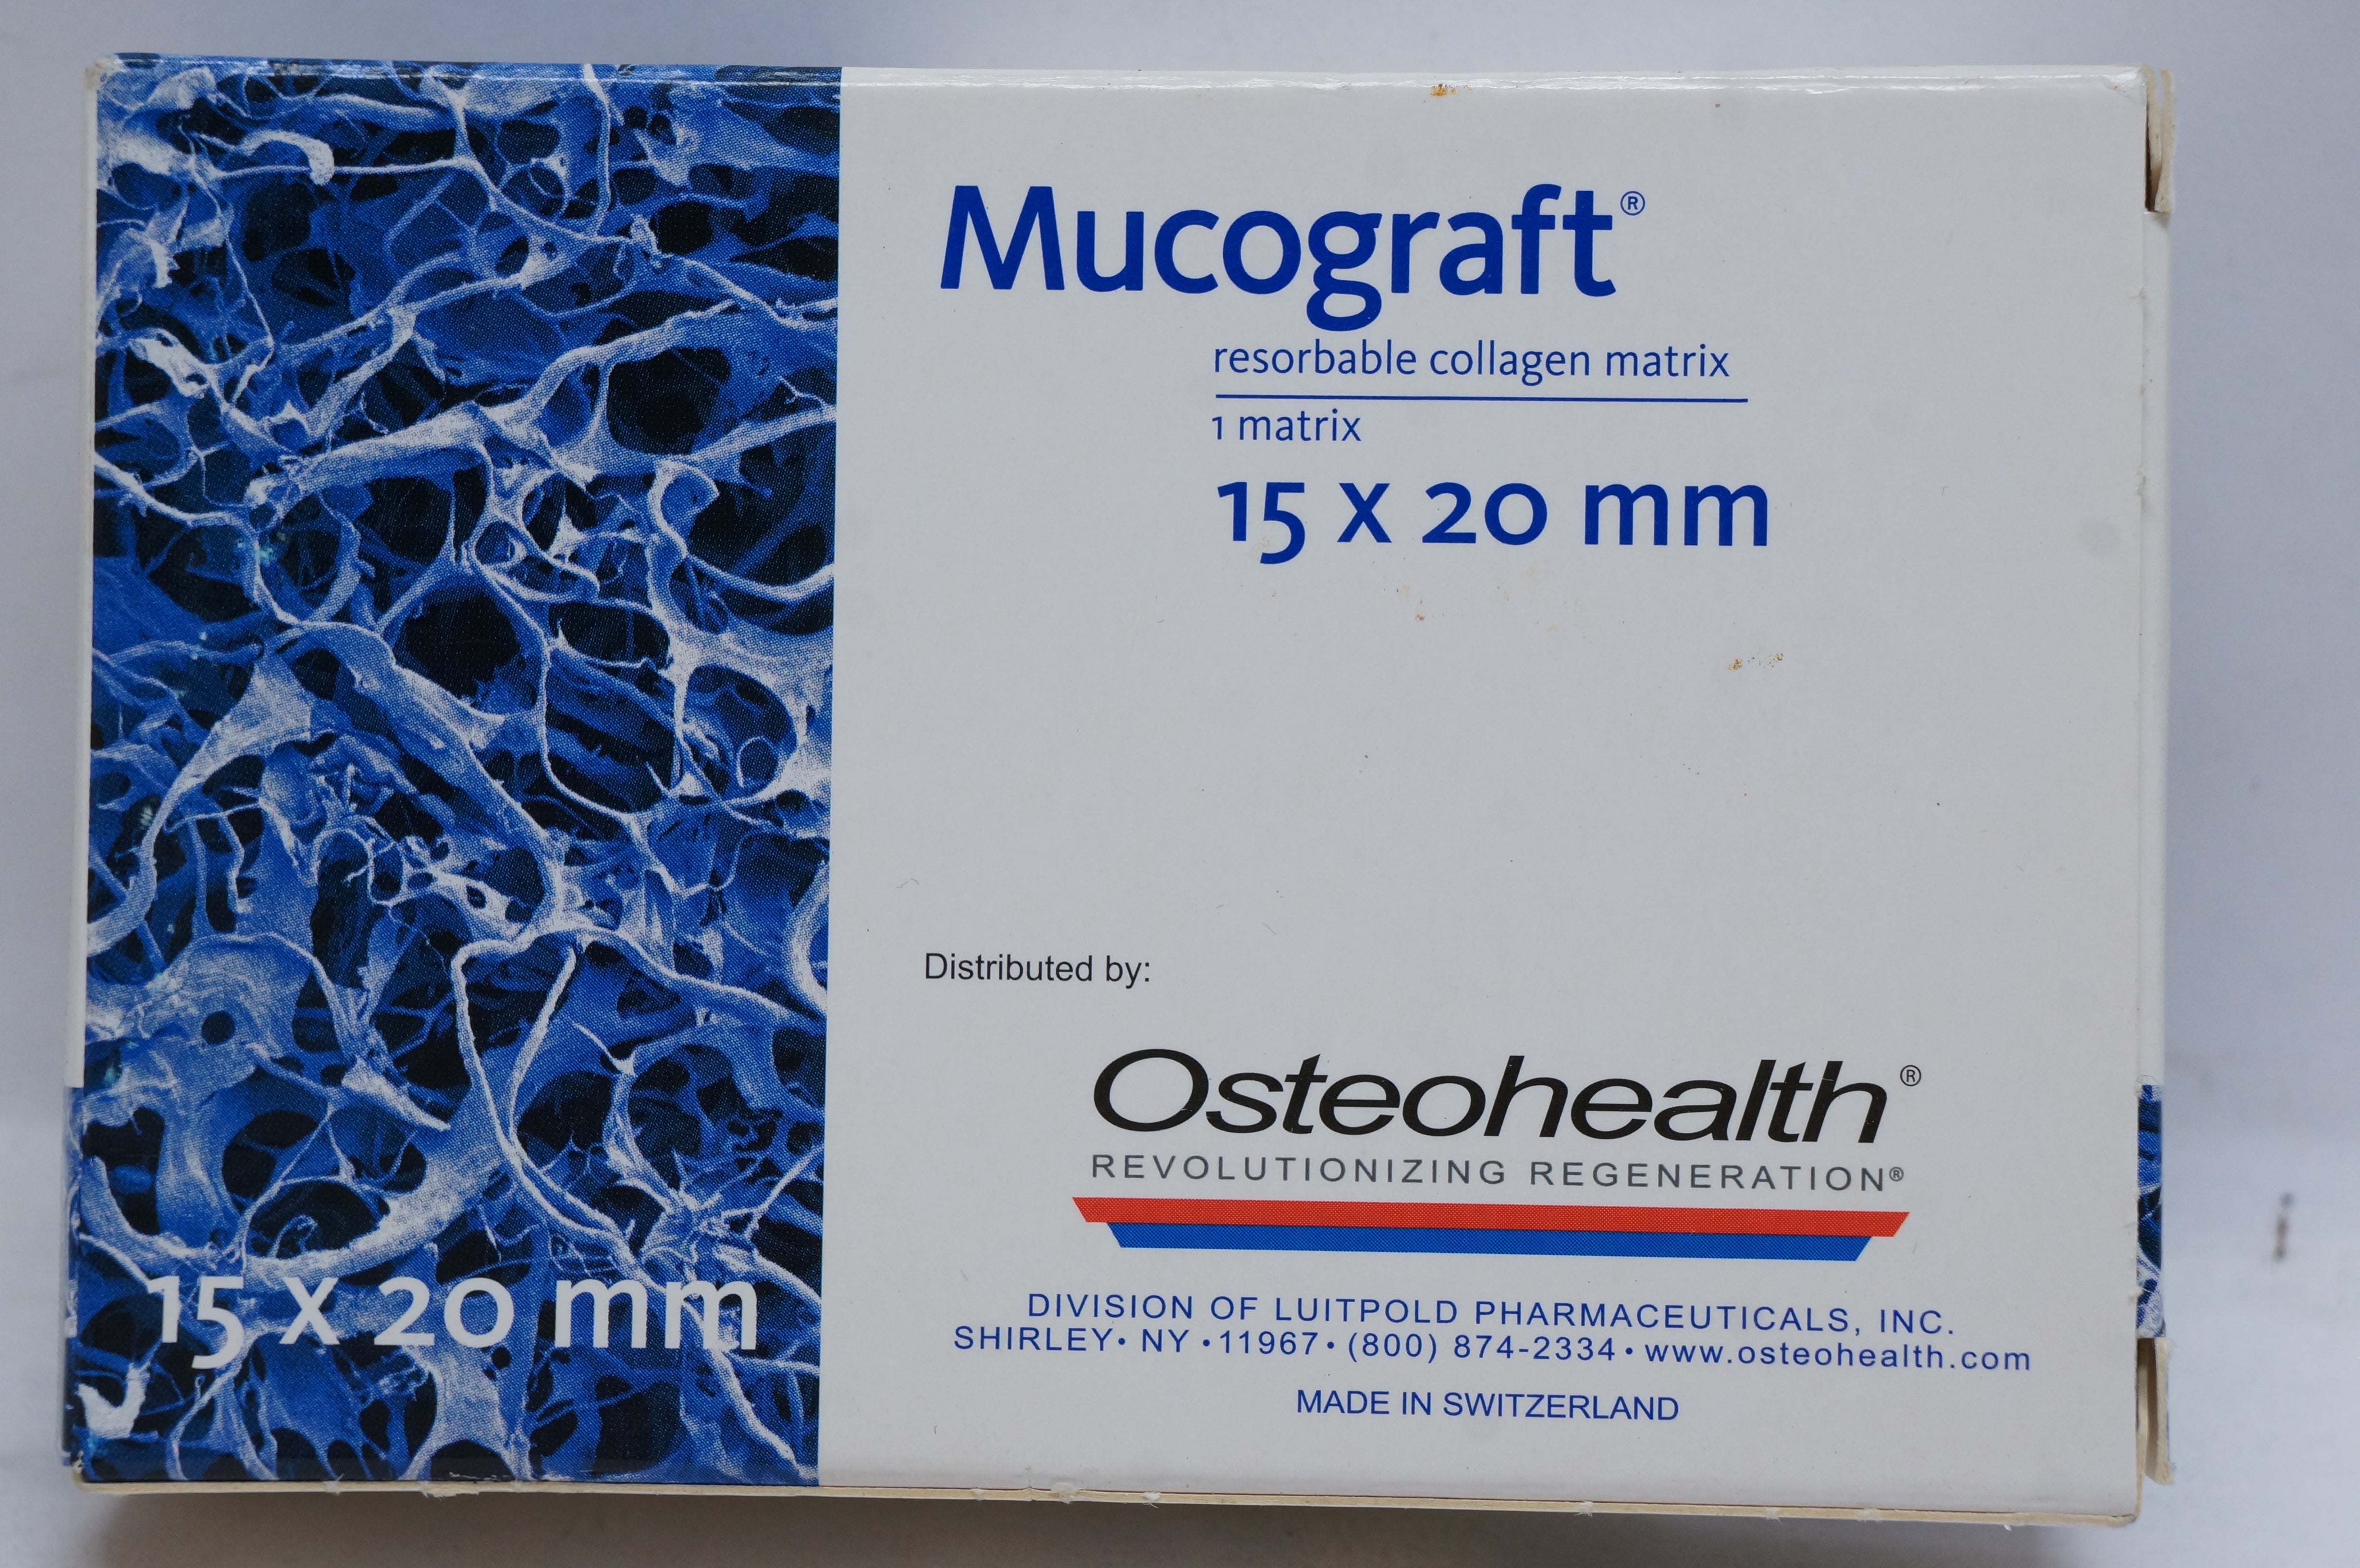 Mucograft®
resorbable collagen matrix
1 matrix
15 x 20 mm
Distributed by:
Osteohealth®
REVOLUTIONIZING REGENERATION®
DIVISION OF LUITPOLD PHARMACEUTICALS, INC.
SHIRLEY• NY •11967• (800) 874-2334• www.osteohealth.com
MADE IN SWITZERLAND
15 x 20 mm